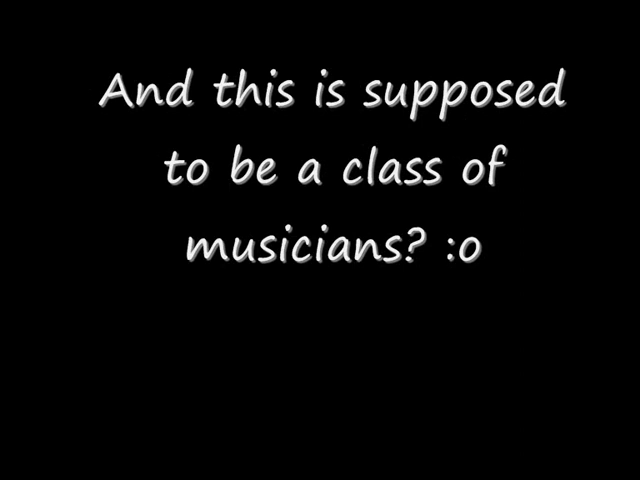 And this is supposed
to be a class of
musicians? :o